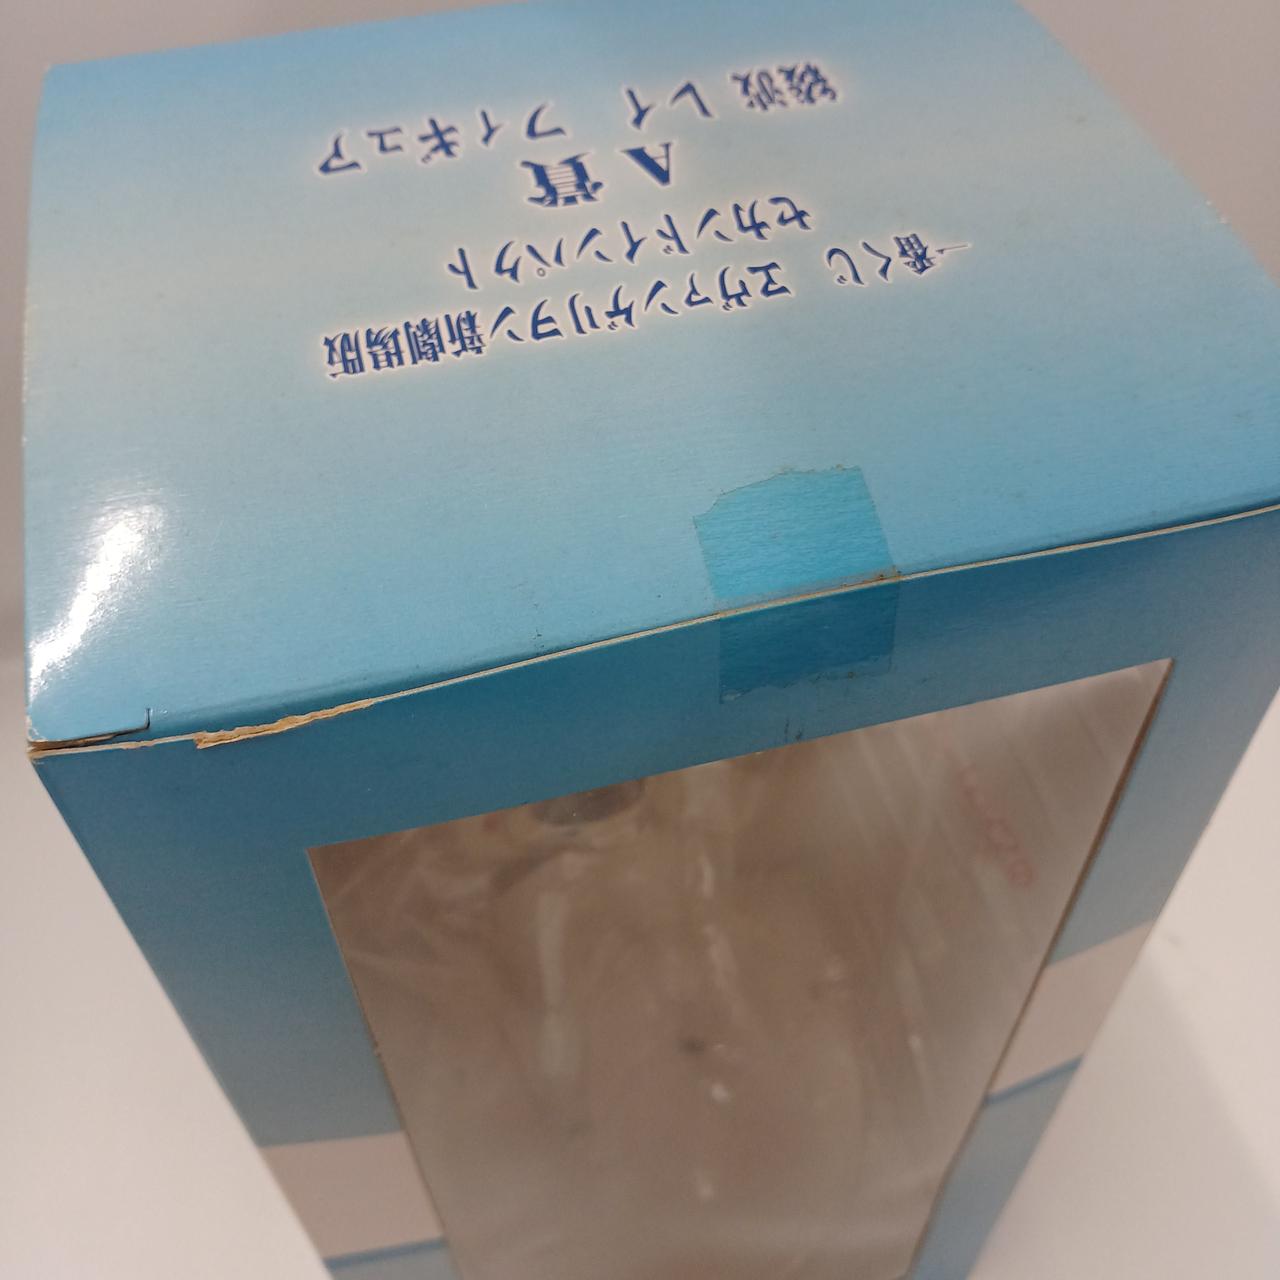 一番くじ ヱヴァンゲリヲン新劇場版
セカンドインパクト
A賞
綾波 レイ フィギュア